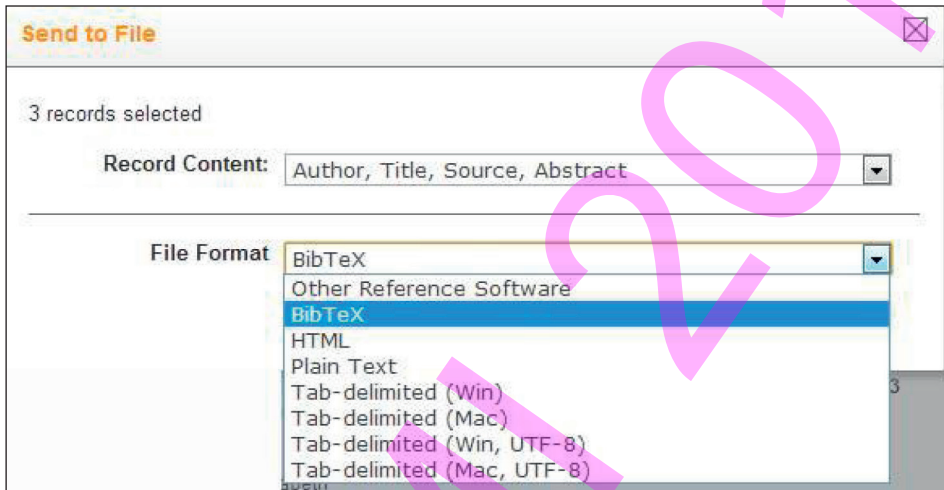 Send to File
3 records selected
Record Content: Author, Title, Source, Abstract
File Format BibTeX
Other Reference Software
BibTeX
HTML
Plain Text
Tab-delimited (Win)
3
Tab-delimited (Mac)
Tab-delimited (Win, UTF-8)
Tab-delimited (Mac, UTF-8)